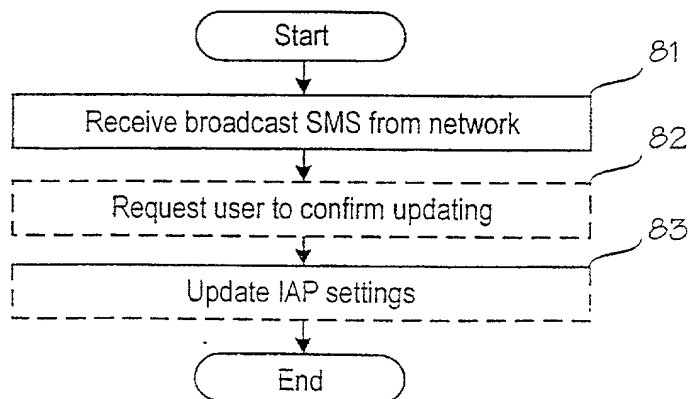 Start
81
Receive broadcast SMS from network
82
Request user to confirm updating
83
Update IAP settings
End